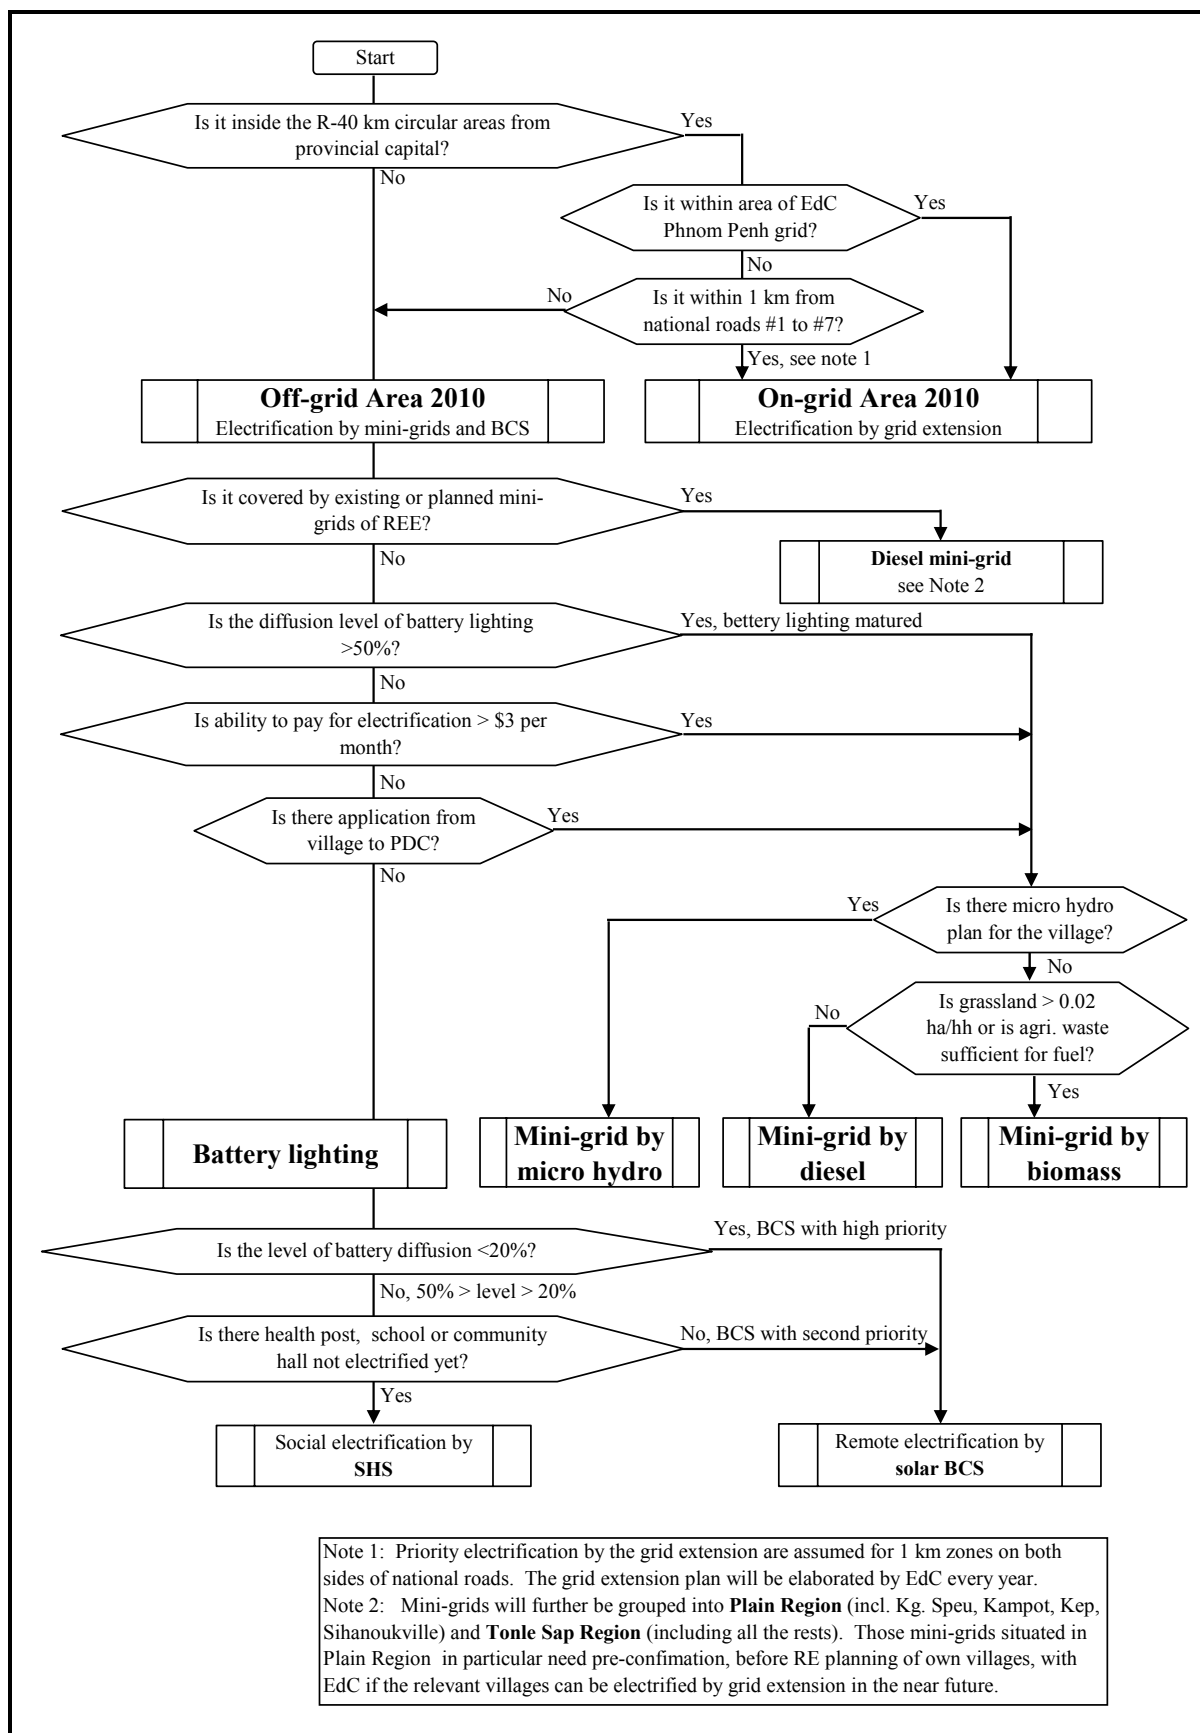 Start
Is it inside the R-40 km circular areas from
provincial capital?
Yes
No
Is it within area of EdC
Phnom Penh grid?
Yes
No
Is it within 1 km from
national roads #1 to #7?
No
Yes, see note 1
Off-grid Area 2010
Electrification by mini-grids and BCS
On-grid Area 2010
Electrification by grid extension
Is it covered by existing or planned mini-
grids of REE?
Yes
No
Diesel mini-grid
see Note 2
Is the diffusion level of battery lighting
>50%?
Yes, bettery lighting matured
No
Is ability to pay for electrification > $3 per
month?
Yes
No
Is there application from
village to PDC?
Yes
No
Is there micro hydro
plan for the village?
Yes
No
Is grassland > 0.02
ha/hh or is agri. waste
sufficient for fuel?
No
Yes
Battery lighting
Mini-grid by
micro hydro
Mini-grid by
diesel
Mini-grid by
biomass
Is the level of battery diffusion <20%?
Yes, BCS with high priority
No, 50% > level > 20%
Is there health post, school or community
hall not electrified yet?
No, BCS with second priority
Yes
Social electrification by
SHS
Remote electrification by
solar BCS
Note 1: Priority electrification by the grid extension are assumed for 1 km zones on both
sides of national roads. The grid extension plan will be elaborated by EdC every year.
Note 2: Mini-grids will further be grouped into Plain Region (incl. Kg. Speu, Kampot, Kep,
Sihanoukville) and Tonle Sap Region (including all the rests). Those mini-grids situated in
Plain Region in particular need pre-confimation, before RE planning of own villages, with
EdC if the relevant villages can be electrified by grid extension in the near future.